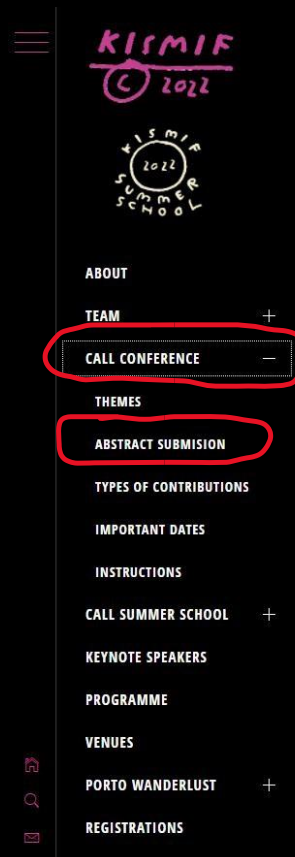 KISMIF
© 2022
KISMIF
2022
SUMMER
SCHOOL
ABOUT
TEAM +
CALL CONFERENCE −
THEMES
ABSTRACT SUBMISION
TYPES OF CONTRIBUTIONS
IMPORTANT DATES
INSTRUCTIONS
CALL SUMMER SCHOOL +
KEYNOTE SPEAKERS
PROGRAMME
VENUES
PORTO WANDERLUST +
REGISTRATIONS